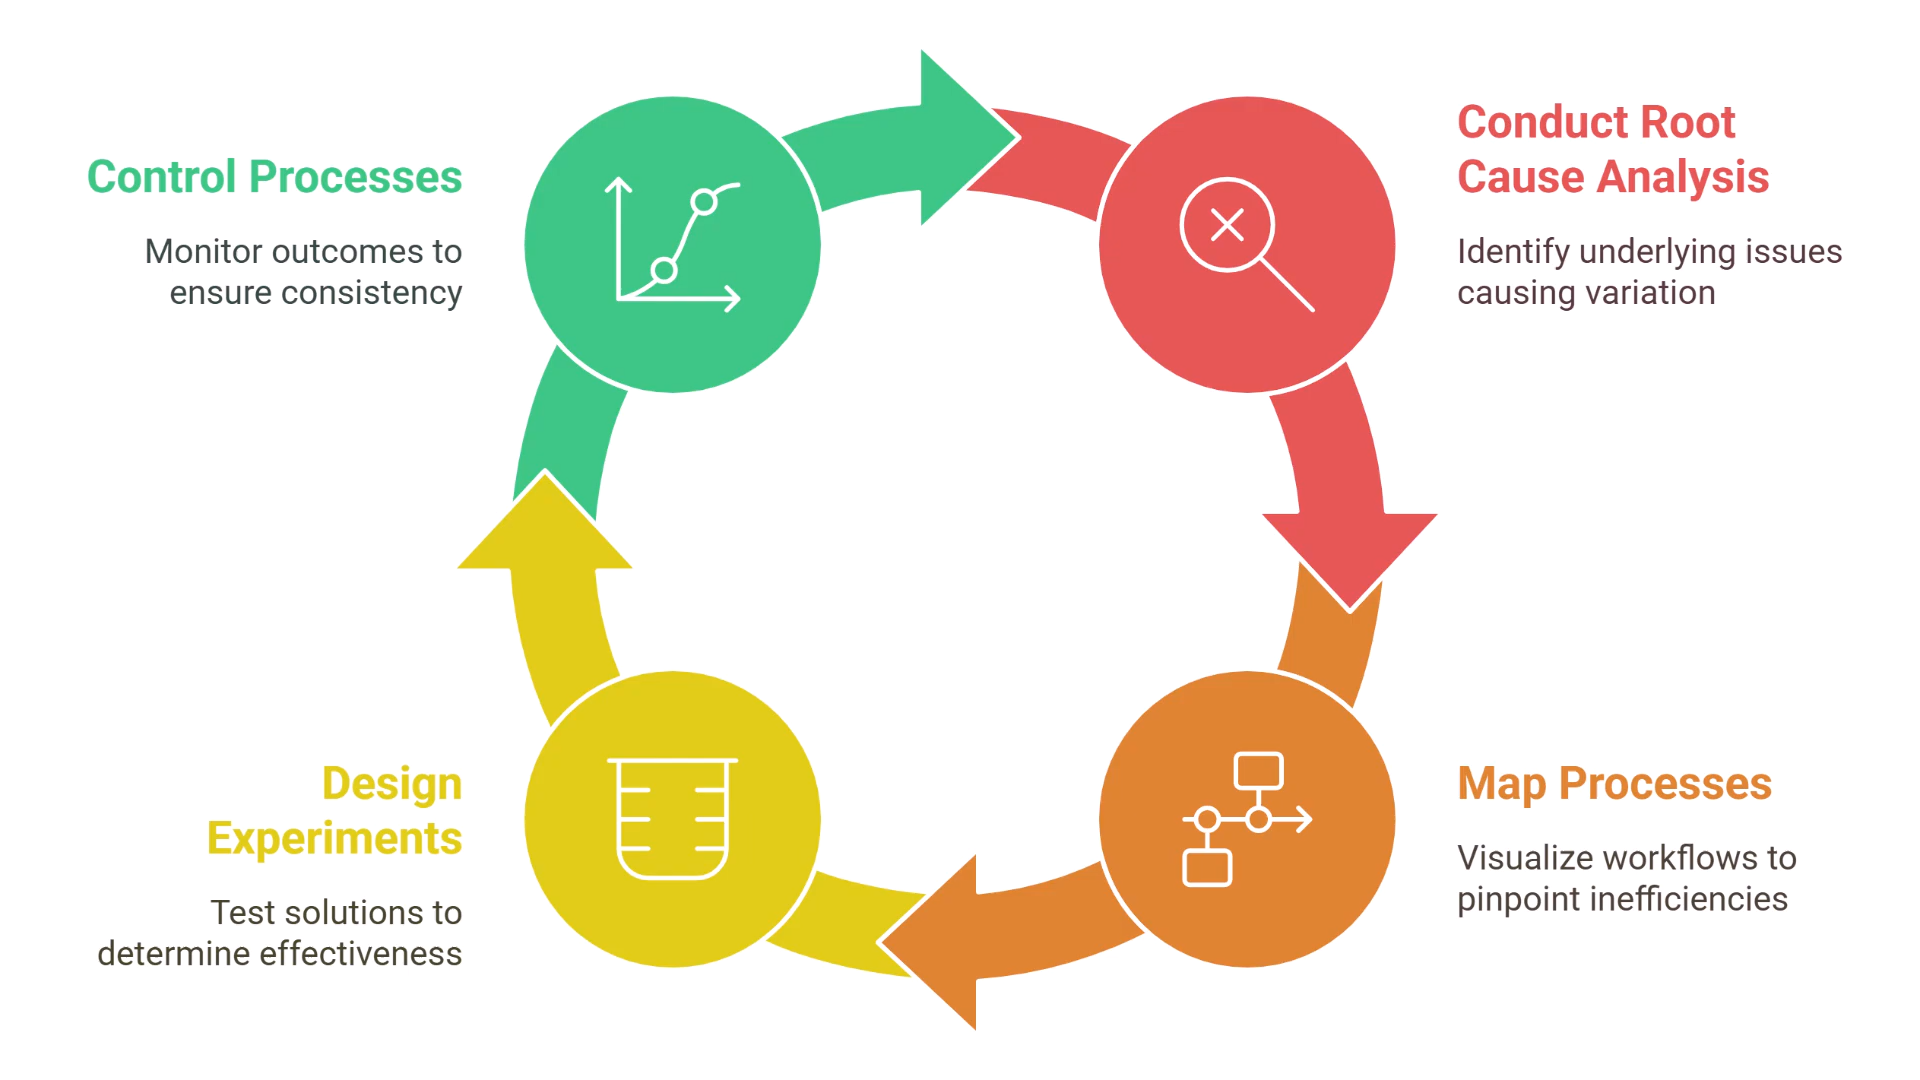 Control Processes
Monitor outcomes to
ensure consistency
Conduct Root
Cause Analysis
Identify underlying issues
causing variation
Design
Experiments
Test solutions to
determine effectiveness
Map Processes
Visualize workflows to
pinpoint inefficiencies